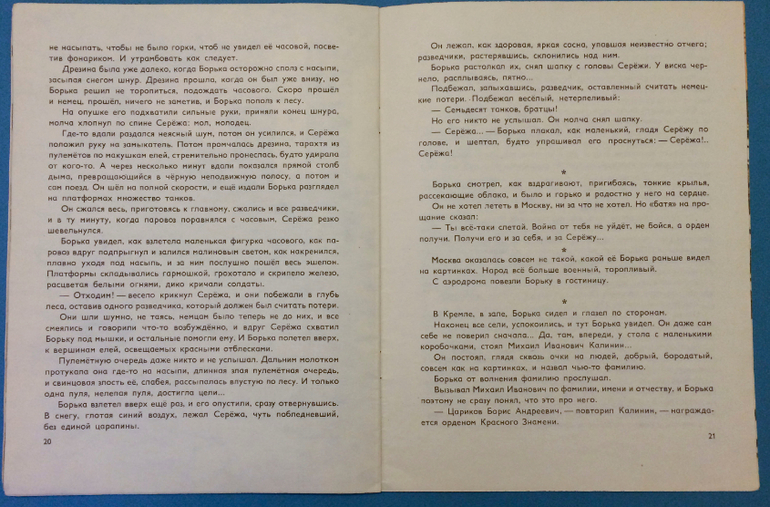 не насыпать, чтобы не было горки, чтоб не увидел её часовой, посве-
тив фонариком. И утрамбовать как следует.
Дрезина была уже далеко, когда Борька осторожно сполз с насыпи,
засыпая снегом шнур. Дрезина прошла, когда он был уже внизу, но
Борька решил не торопиться, подождать часового. Скоро прошёл
и немец, прошёл, ничего не заметив, и Борька пополз к лесу.
На опушке его подхватили сильные руки, приняли конец шнура,
молча хлопнул по спине Серёжа: мол, молодец.
Где-то вдали раздался неясный шум, потом он усилился, и Серёжа
положил руку на замыкатель. Потом промчалась дрезина, тарахтя из
пулемётов по макушкам елей, стремительно пронеслась, будто удирала
от кого-то. А через несколько минут вдали показался прямой столб
дыма, превращающийся в чёрную неподвижную полосу, а потом и
сам поезд. Он шёл на полной скорости, и ещё издали Борька разглядел
на платформах множество танков.
Он сжался весь, приготовясь к главному, сжались и все разведчики,
и в ту минуту, когда паровоз поравнялся с часовым, Серёжа резко
шевельнулся.
Борька увидел, как взлетела маленькая фигурка часового, как па-
ровоз вдруг подпрыгнул и залился малиновым светом, как накренился,
плавно уходя под насыпь, и за ним послушно пошёл весь эшелон.
Платформы складывались гармошкой, грохотало и скрипело железо,
расцветая белыми огнями, дико кричали солдаты.
— Отходим! — весело крикнул Серёжа, и они побежали в глубь
леса, оставив одного разведчика, который должен был считать потери.
Они шли шумно, не таясь, немцам было теперь не до них, и все
смеялись и говорили что-то возбуждённо, и вдруг Серёжа схватил
Борьку под мышки, и остальные помогли ему. И Борька полетел вверх,
к вершинам елей, освещаемых красными отблесками.
Пулемётную очередь даже никто и не услышал. Дальним молотком
протукала она где-то на насыпи, длинная злая пулемётная очередь,
и свинцовая злость её, слабея, рассыпалась впустую по лесу. И только
одна пуля, нелепая пуля, достигла цели...
Борька взлетел вверх ещё раз, и его опустили, сразу отвернувшись.
В снегу, глотая синий воздух, лежал Серёжа, чуть побледневший,
без единой царапины.
20
Он лежал, как здоровая, яркая сосна, упавшая неизвестно отчего;
разведчики, растерявшись, склонились над ним.
Борька растолкал их, снял шапку с головы Серёжи. У виска чер-
нело, расплываясь, пятно...
Подбежал, запыхавшись, разведчик, оставленный считать немец-
кие потери. Подбежал весёлый, нетерпеливый:
— Семьдесят танков, братцы!
Но его никто не услышал. Он молча снял шапку.
— Серёжа... — Борька плакал, как маленький, гладя Серёжу по
голове, и шептал, будто упрашивал его проснуться: — Серёжа!..
Серёжа!
*
Борька смотрел, как вздрагивают, пригибаясь, тонкие крылья,
рассекающие облака, и было и горько и радостно у него на сердце.
Он не хотел лететь в Москву, ни за что не хотел. Но «батя» на про-
щание сказал:
— Ты всё-таки слетай. Война от тебя не уйдёт, не бойся, а орден
получи. Получи его и за себя, и за Серёжу...
*
Москва оказалась совсем не такой, какой её Борька раньше видел
на картинках. Народ всё больше военный, торопливый.
С аэродрома повезли Борьку в гостиницу.
*
В Кремле, в зале, Борька сидел и глазел по сторонам.
Наконец все сели, успокоились, и тут Борька увидел. Он даже сам
себе не поверил сначала... Да, там, впереди, у стола с маленькими
коробочками, стоял Михаил Иванович Калинин...
Он постоял, глядя сквозь очки на людей, добрый, бородатый,
совсем как на картинках, и назвал чью-то фамилию.
Борька от волнения фамилию прослушал.
Вызывал Михаил Иванович по фамилии, имени и отчеству, и Борька
поэтому не сразу понял, что это про него.
— Цариков Борис Андреевич, — повторил Калинин, — награжда-
ется орденом Красного Знамени.
21